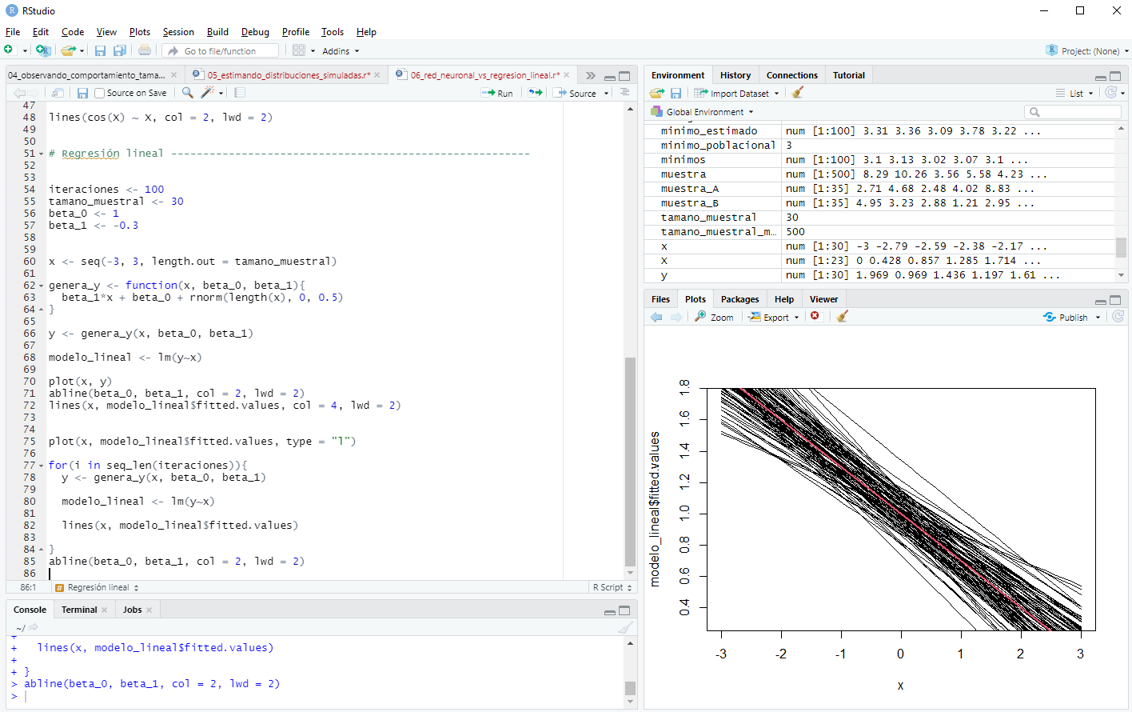 RStudio
File Edit Code View Plots Session Build Debug Profile Tools Help
Go to file/function Addins Project: (None)
04_observando_comportamiento_tama... 05_estimando_distribuciones_simuladas.r* 06_red_neuronal_vs_regresion_lineal.r*
Source on Save Run Source
47
48 lines(cos(X) ~ X, col = 2, lwd = 2)
49
50
51 # Regresión lineal --------------------------------------------------------
52
53
54 iteraciones <- 100
55 tamano_muestral <- 30
56 beta_0 <- 1
57 beta_1 <- -0.3
58
59
60 x <- seq(-3, 3, length.out = tamano_muestral)
61
62 genera_y <- function(x, beta_0, beta_1){
63 beta_1*x + beta_0 + rnorm(length(x), 0, 0.5)
64 }
65
66 y <- genera_y(x, beta_0, beta_1)
67
68 modelo_lineal <- lm(y~x)
69
70 plot(x, y)
71 abline(beta_0, beta_1, col = 2, lwd = 2)
72 lines(x, modelo_lineal$fitted.values, col = 4, lwd = 2)
73
74
75 plot(x, modelo_lineal$fitted.values, type = "l")
76
77 for(i in seq_len(iteraciones)){
78 y <- genera_y(x, beta_0, beta_1)
79
80 modelo_lineal <- lm(y~x)
81
82 lines(x, modelo_lineal$fitted.values)
83
84 }
85 abline(beta_0, beta_1, col = 2, lwd = 2)
86
86:1 Regresión lineal R Script
Console Terminal Jobs
~/
+
+ lines(x, modelo_lineal$fitted.values)
+
+ }
> abline(beta_0, beta_1, col = 2, lwd = 2)
>
Environment History Connections Tutorial
Import Dataset List
Global Environment
minimo_estimado num [1:100] 3.31 3.36 3.09 3.78 3.22 ...
minimo_poblacional 3
minimos num [1:100] 3.1 3.13 3.02 3.07 3.1 ...
muestra num [1:500] 8.29 10.26 3.56 5.58 4.23 ...
muestra_A num [1:35] 2.71 4.68 2.48 4.02 8.83 ...
muestra_B num [1:35] 4.95 3.23 2.88 1.21 2.95 ...
tamano_muestral 30
tamano_muestral_m... 500
x num [1:30] -3 -2.79 -2.59 -2.38 -2.17 ...
X num [1:23] 0 0.428 0.857 1.285 1.714 ...
y num [1:30] 1.969 0.969 1.436 1.197 1.61 ...
Files Plots Packages Help Viewer
Zoom Export Publish
modelo_lineal$fitted.values
1.8
1.6
1.4
1.2
1.0
0.8
0.6
0.4
-3 -2 -1 0 1 2 3
x